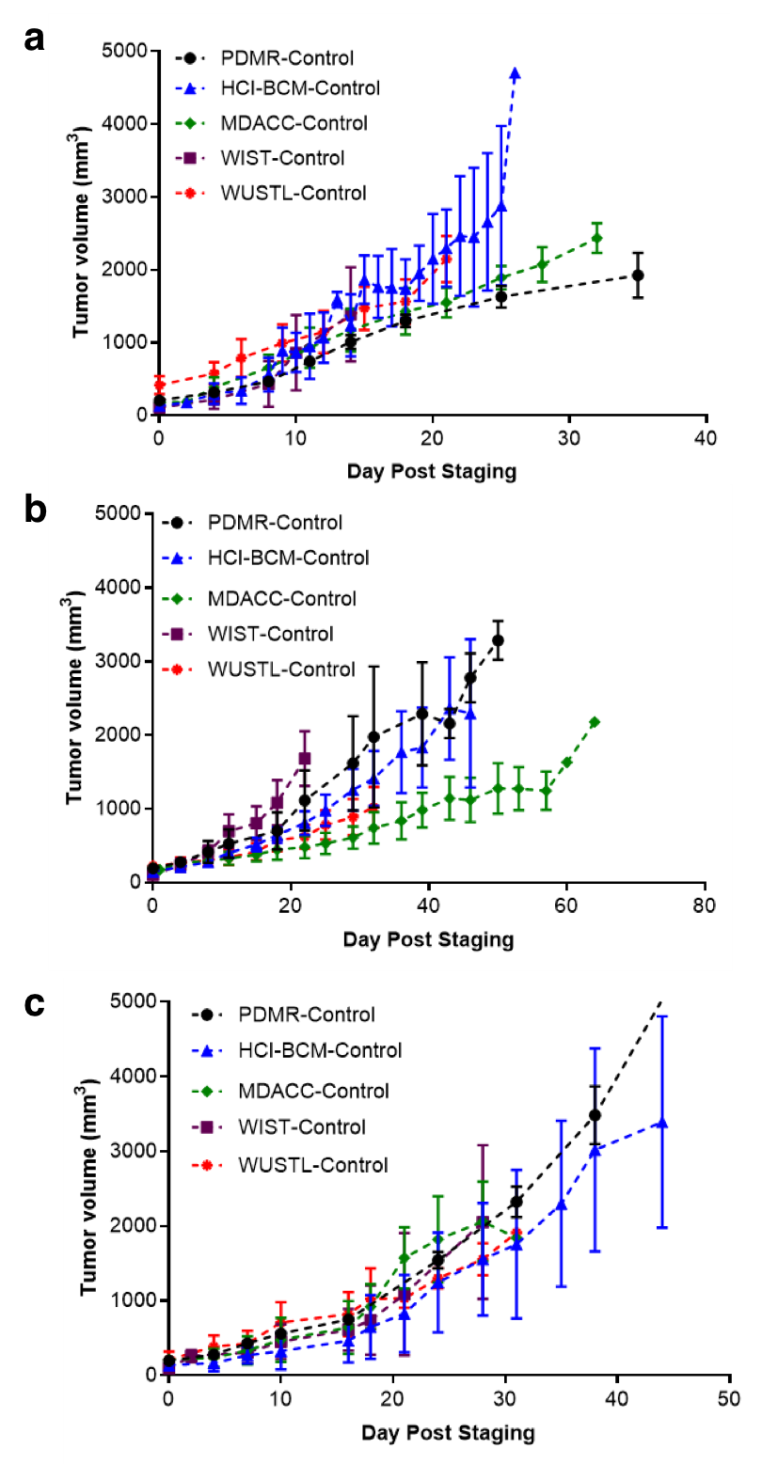 a
5000
4000
3000
2000
1000
0
Tumor volume (mm3)
PDMR-Control
HCI-BCM-Control
MDACC-Control
WIST-Control
WUSTL-Control
0 10 20 30 40
Day Post Staging
b
5000
4000
3000
2000
1000
0
Tumor volume (mm3)
PDMR-Control
HCI-BCM-Control
MDACC-Control
WIST-Control
WUSTL-Control
0 20 40 60 80
Day Post Staging
c
5000
4000
3000
2000
1000
0
Tumor volume (mm3)
PDMR-Control
HCI-BCM-Control
MDACC-Control
WIST-Control
WUSTL-Control
0 10 20 30 40 50
Day Post Staging